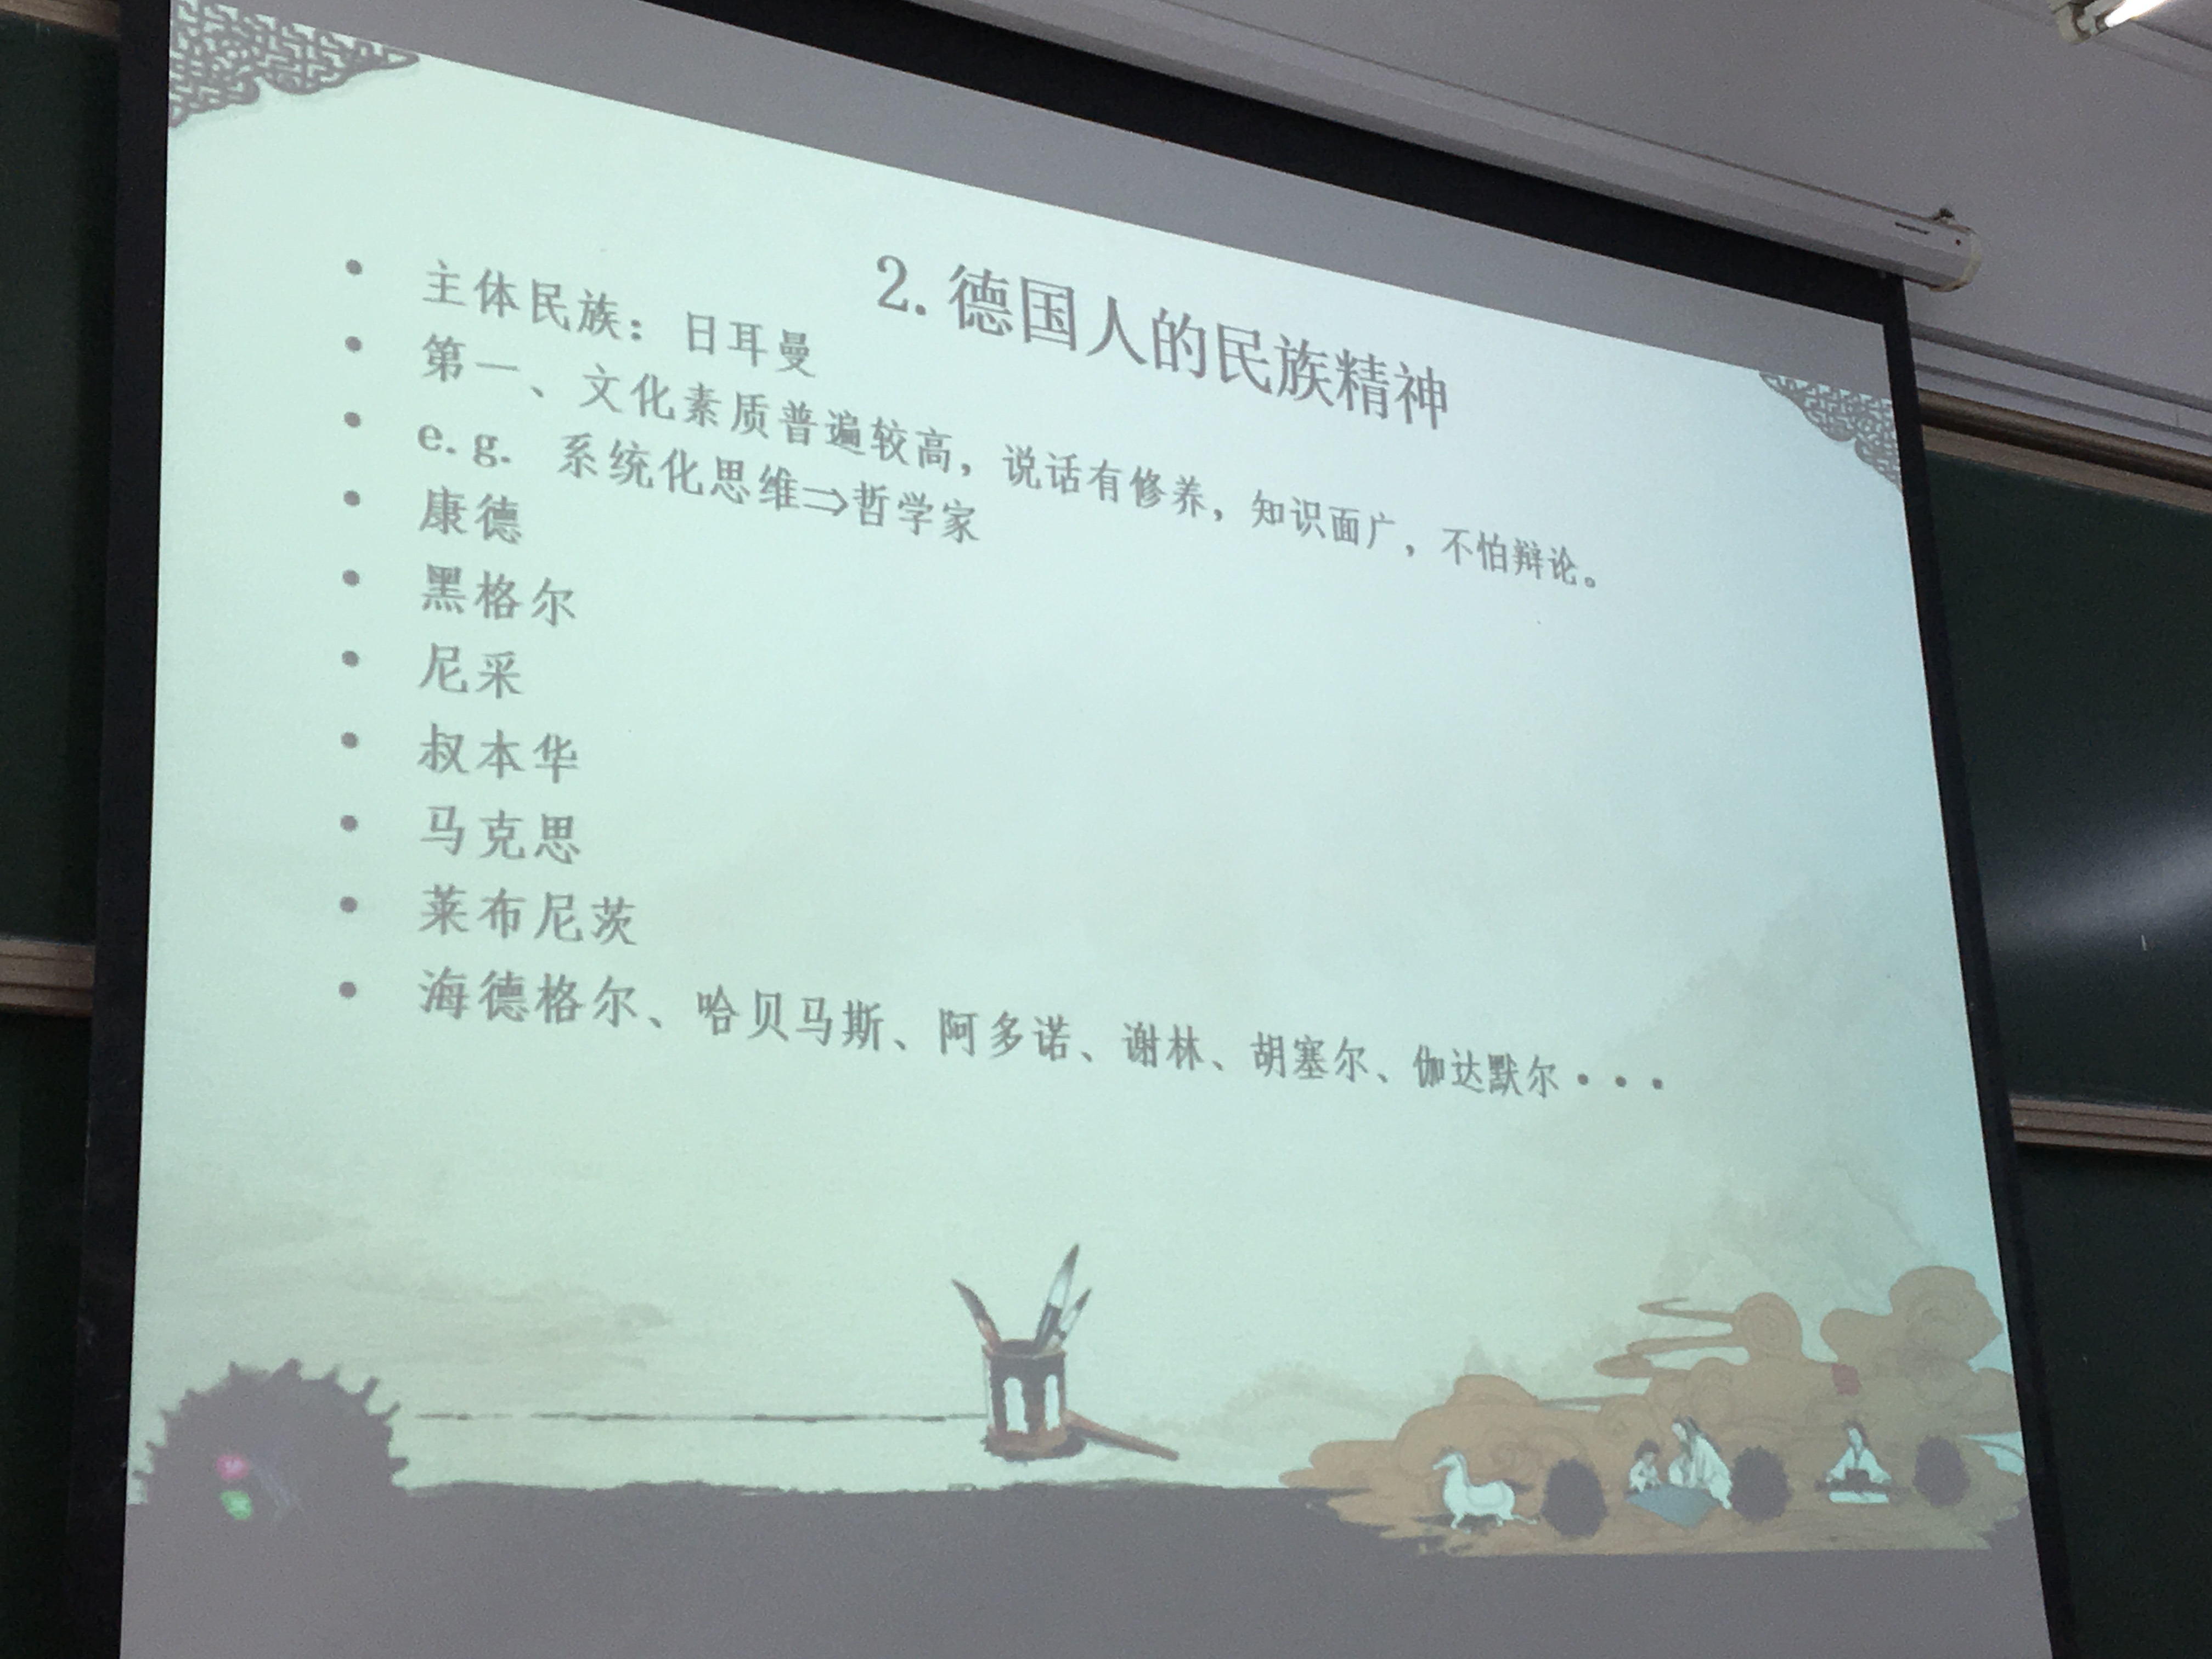 2.德国人的民族精神
主体民族：日耳曼
第一、文化素质普遍较高，说话有修养，知识面广，不怕辩论。
e.g. 系统化思维⇒哲学家
康德
黑格尔
尼采
叔本华
马克思
莱布尼茨
海德格尔、哈贝马斯、阿多诺、谢林、胡塞尔、伽达默尔···